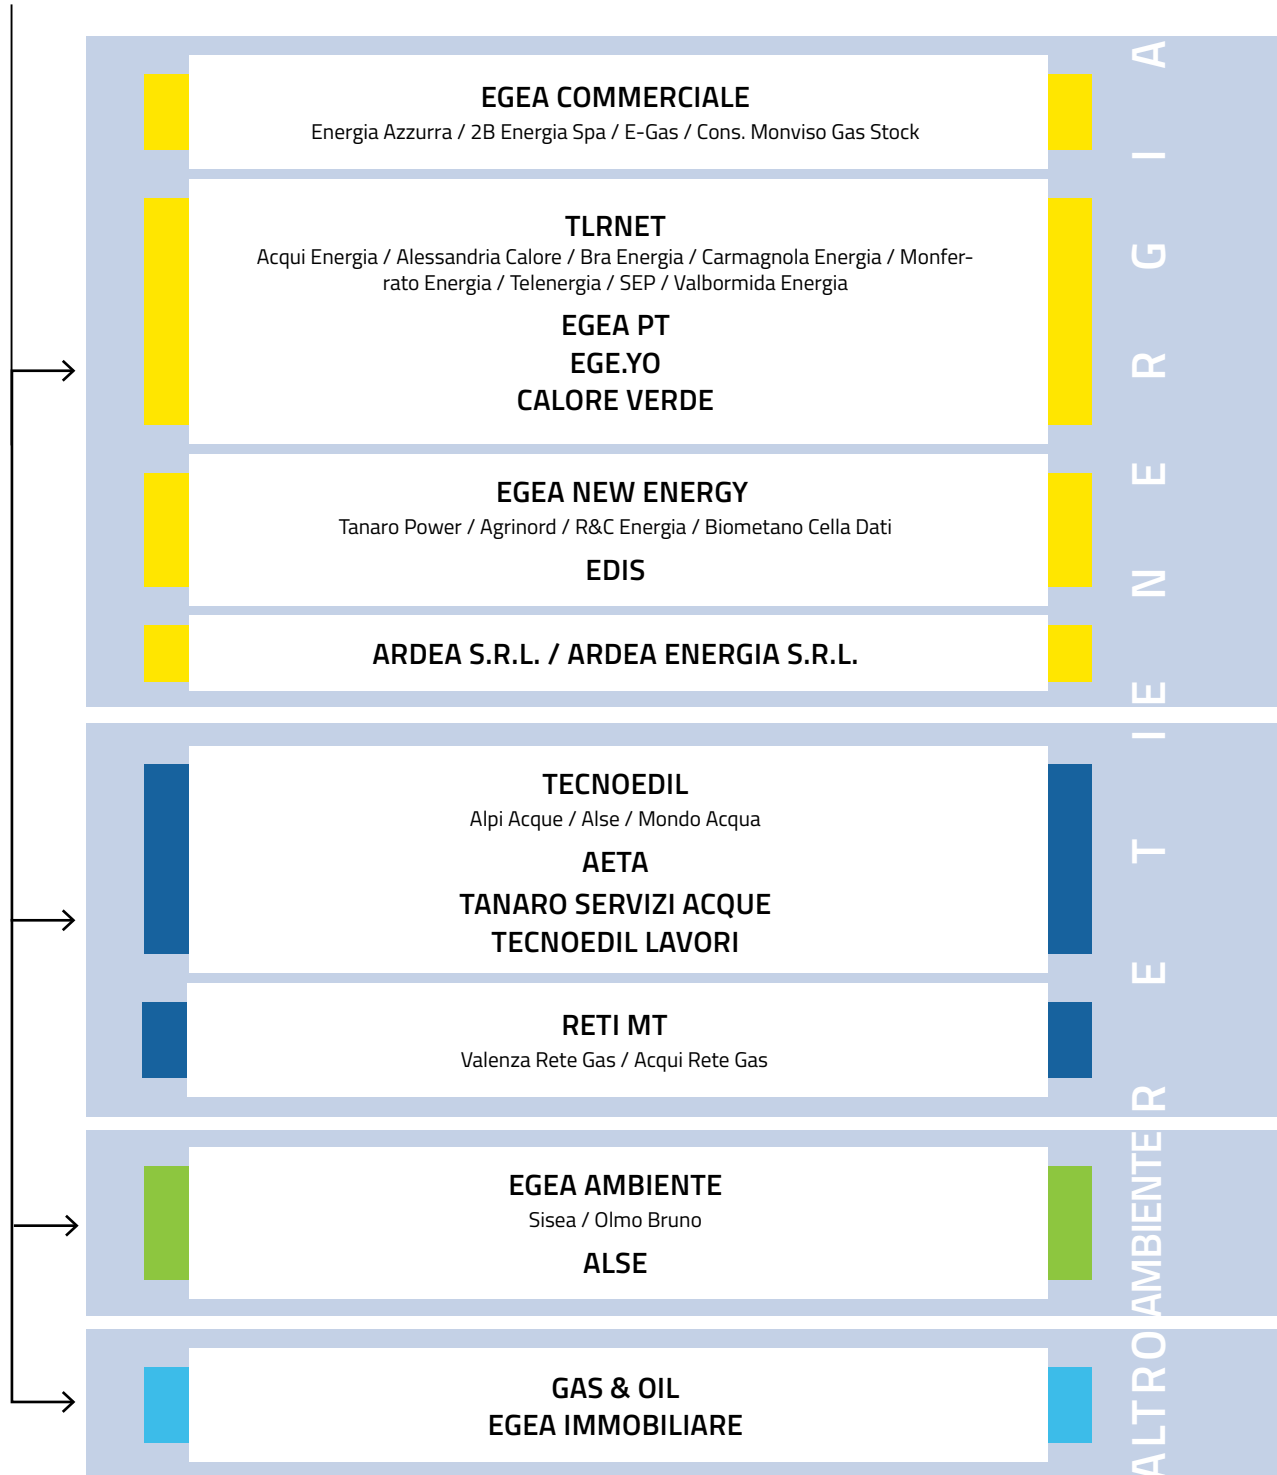 EGEA COMMERCIALE
Energia Azzurra / 2B Energia Spa / E-Gas / Cons. Monviso Gas Stock
TLRNET
Acqui Energia / Alessandria Calore / Bra Energia / Carmagnola Energia / Monfer-
rato Energia / Telenergia / SEP / Valbormida Energia
EGEA PT
EGE.YO
CALORE VERDE
EGEA NEW ENERGY
Tanaro Power / Agrinord / R&C Energia / Biometano Cella Dati
EDIS
ARDEA S.R.L. / ARDEA ENERGIA S.R.L.
ENERGIA
TECNOEDIL
Alpi Acque / Alse / Mondo Acqua
AETA
TANARO SERVIZI ACQUE
TECNOEDIL LAVORI
RETI MT
Valenza Rete Gas / Acqui Rete Gas
RETI
EGEA AMBIENTE
Sisea / Olmo Bruno
ALSE
AMBIENTE
GAS & OIL
EGEA IMMOBILIARE
ALTRO